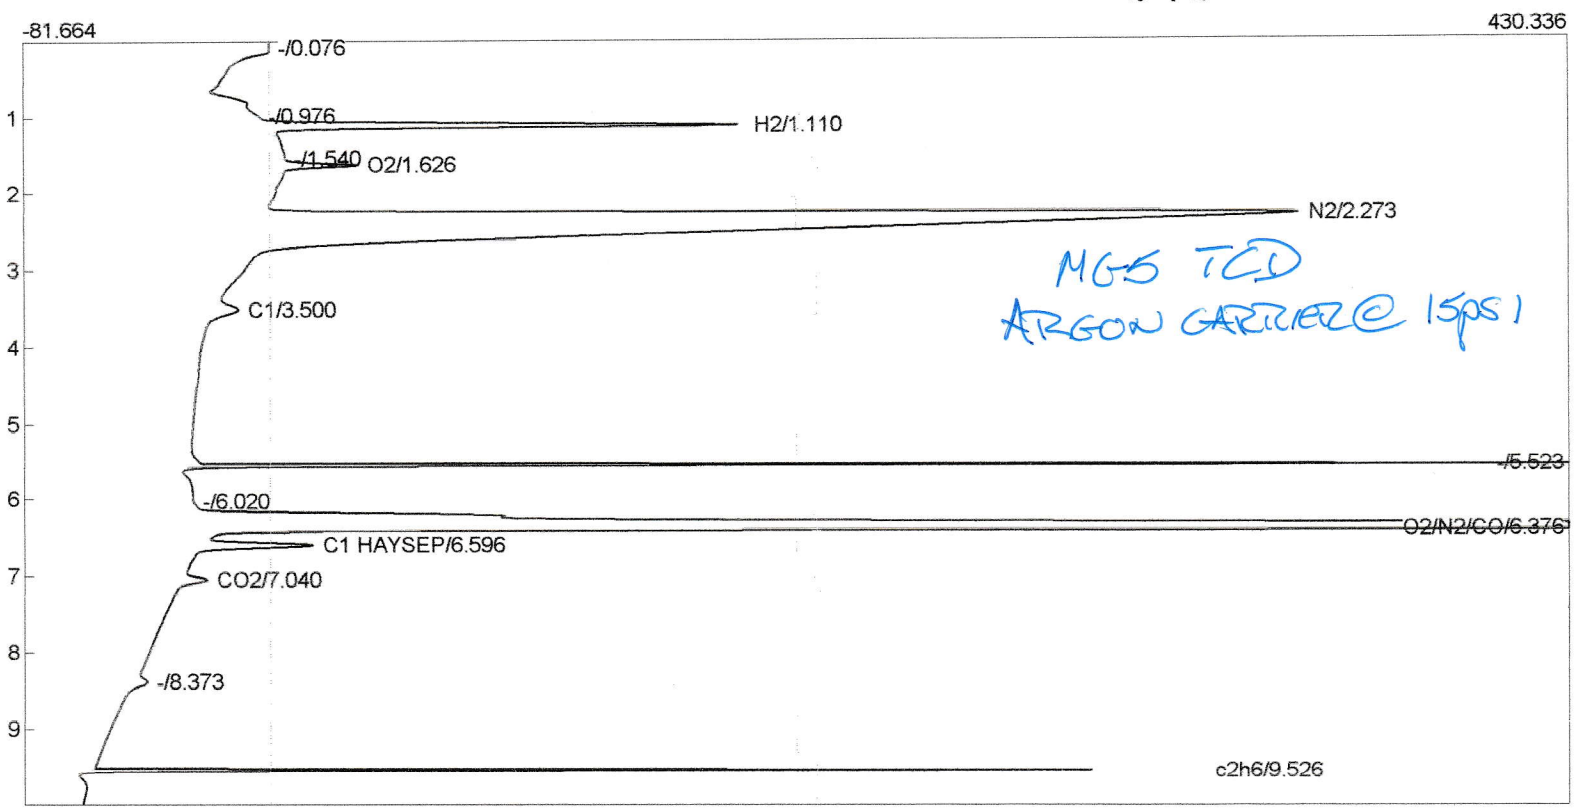 -81.664
430.336
-/0.076
-/0.976
1
H2/1.110
-/1.540
O2/1.626
2
N2/2.273
MG5 TCD
3
C1/3.500
ARGON CARRIER @ 15psi
4
5
-/5.523
6
-/6.020
O2/N2/CO/6.376
C1 HAYSEP/6.596
7
CO2/7.040
8
-/8.373
9
c2h6/9.526